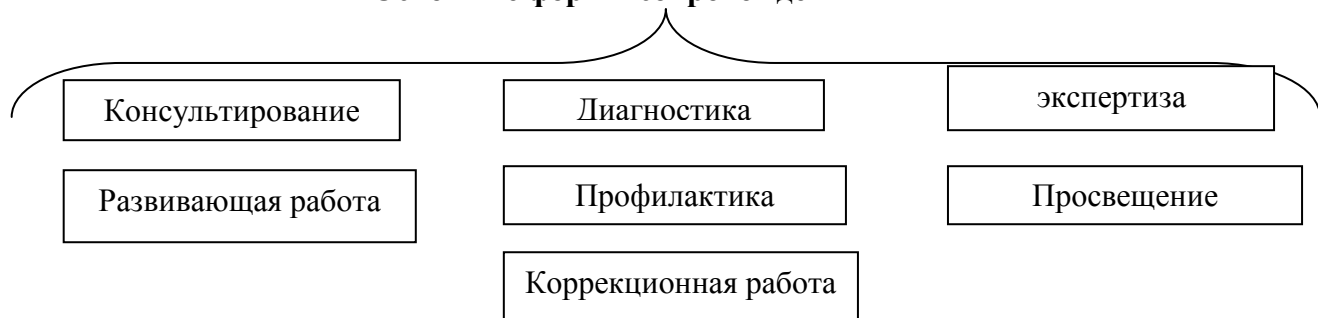 Консультирование
Диагностика
экспертиза
Развивающая работа
Профилактика
Просвещение
Коррекционная работа